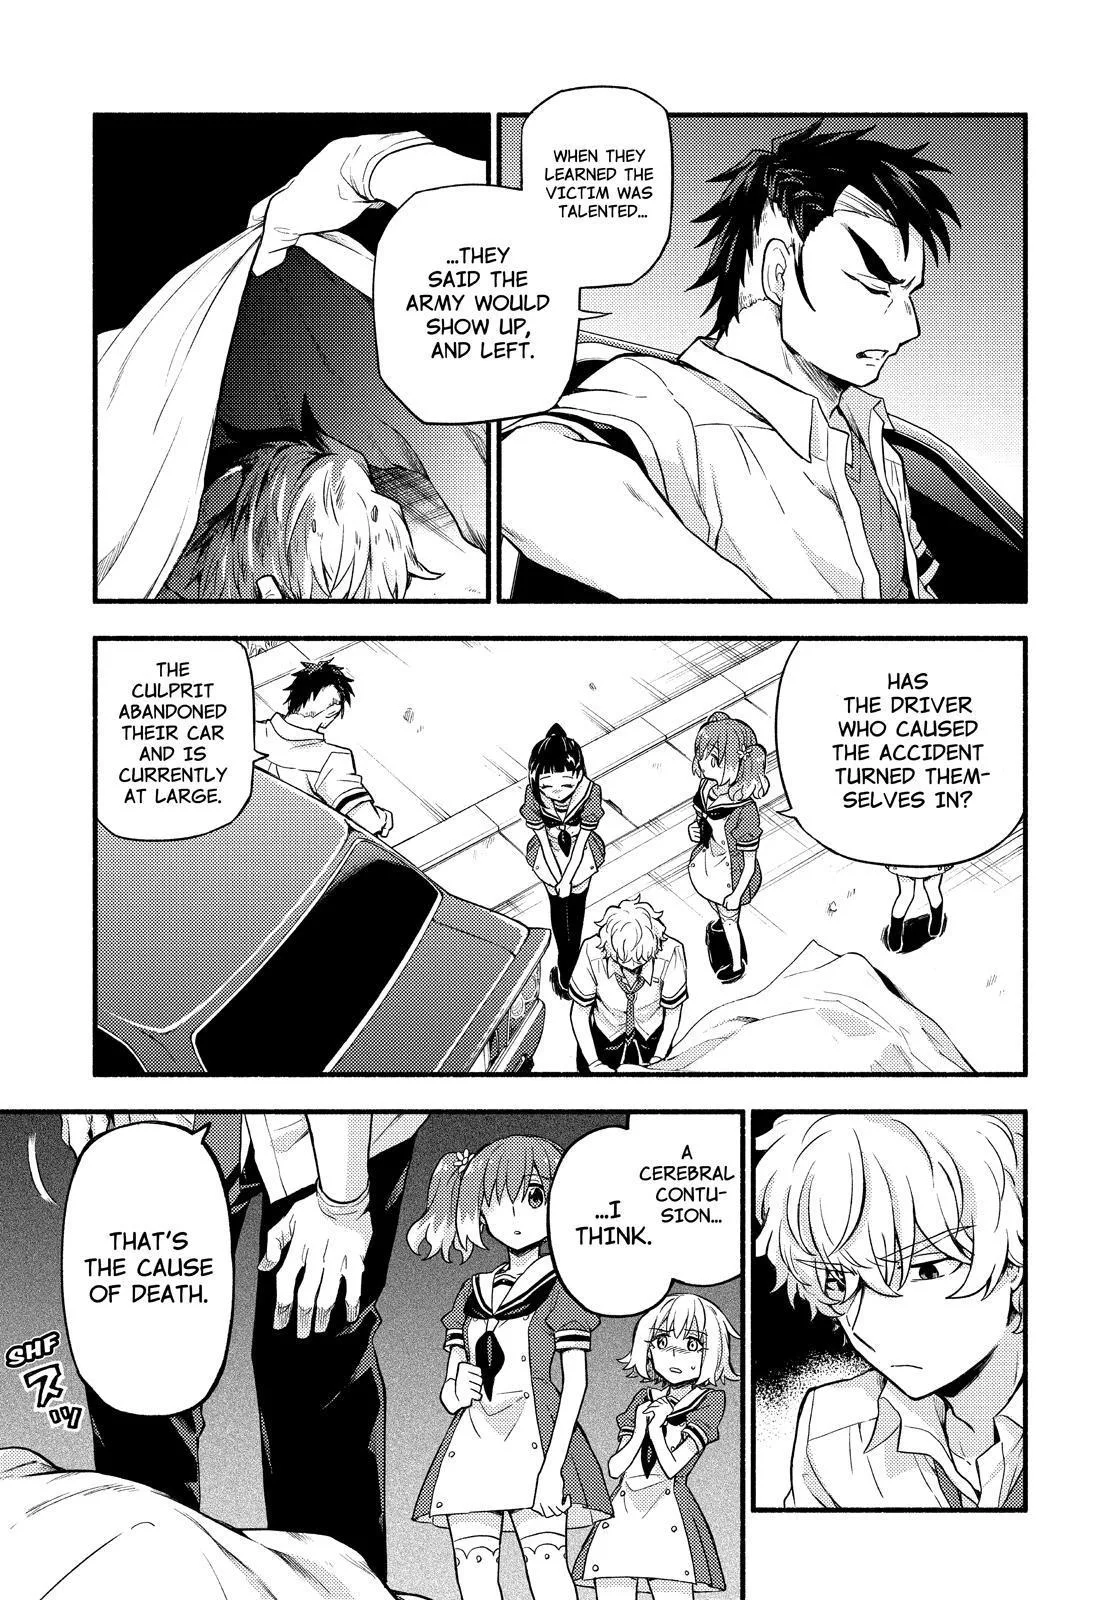 WHEN THEY
LEARNED THE
VICTIM WAS
TALENTED...
...THEY
SAID THE
ARMY WOULD
SHOW UP,
AND LEFT.
HAS
THE DRIVER
WHO CAUSED
THE ACCIDENT
TURNED THEM-
SELVES IN?
THE
CULPRIT
ABANDONED
THEIR CAR
AND IS
CURRENTLY
AT LARGE.
A
CEREBRAL
CONTU-
SION...
...I
THINK.
THAT'S
THE CAUSE
OF DEATH.
SHF
スッ